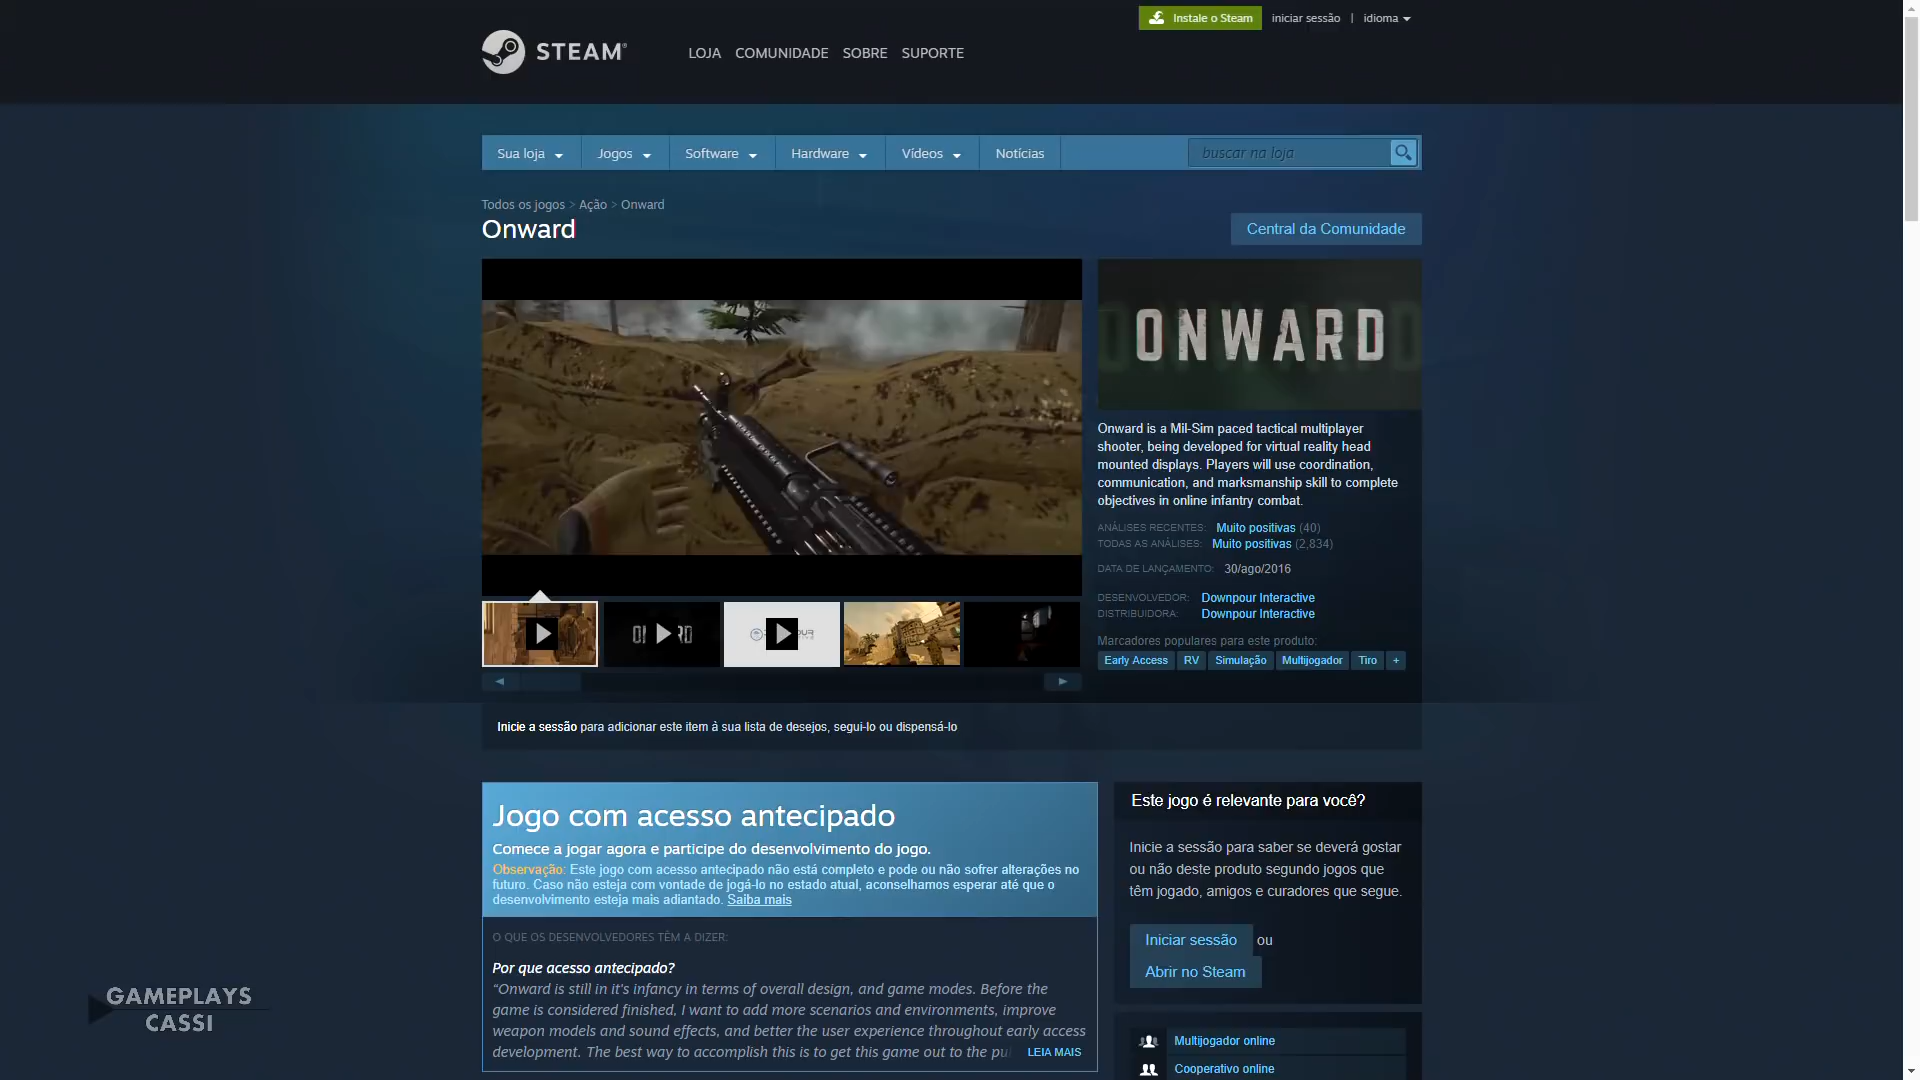 Instale o Steam
iniciar sessão | idioma
STEAM®
LOJA COMUNIDADE SOBRE SUPORTE
Sua loja Jogos Software Hardware Vídeos Notícias
buscar na loja
Todos os jogos > Ação > Onward
Onward
Central da Comunidade
ONWARD
Onward is a Mil-Sim paced tactical multiplayer
shooter, being developed for virtual reality head
mounted displays. Players will use coordination,
communication, and marksmanship skill to complete
objectives in online infantry combat.
ANÁLISES RECENTES: Muito positivas (40)
TODAS AS ANÁLISES: Muito positivas (2,834)
DATA DE LANÇAMENTO: 30/ago/2016
DESENVOLVEDOR: Downpour Interactive
DISTRIBUIDORA: Downpour Interactive
Marcadores populares para este produto:
Early Access RV Simulação Multijogador Tiro +
Inicie a sessão para adicionar este item à sua lista de desejos, segui-lo ou dispensá-lo
Jogo com acesso antecipado
Comece a jogar agora e participe do desenvolvimento do jogo.
Observação: Este jogo com acesso antecipado não está completo e pode ou não sofrer alterações no
futuro. Caso não esteja com vontade de jogá-lo no estado atual, aconselhamos esperar até que o
desenvolvimento esteja mais adiantado. Saiba mais
O QUE OS DESENVOLVEDORES TÊM A DIZER:
Por que acesso antecipado?
“Onward is still in it's infancy in terms of overall design, and game modes. Before the
game is considered finished, I want to add more scenarios and environments, improve
weapon models and sound effects, and better the user experience throughout early access
development. The best way to accomplish this is to get this game out to the pu
LEIA MAIS
Este jogo é relevante para você?
Inicie a sessão para saber se deverá gostar
ou não deste produto segundo jogos que
têm jogado, amigos e curadores que segue.
Iniciar sessão ou
Abrir no Steam
Multijogador online
Cooperativo online
GAMEPLAYS
CASSI